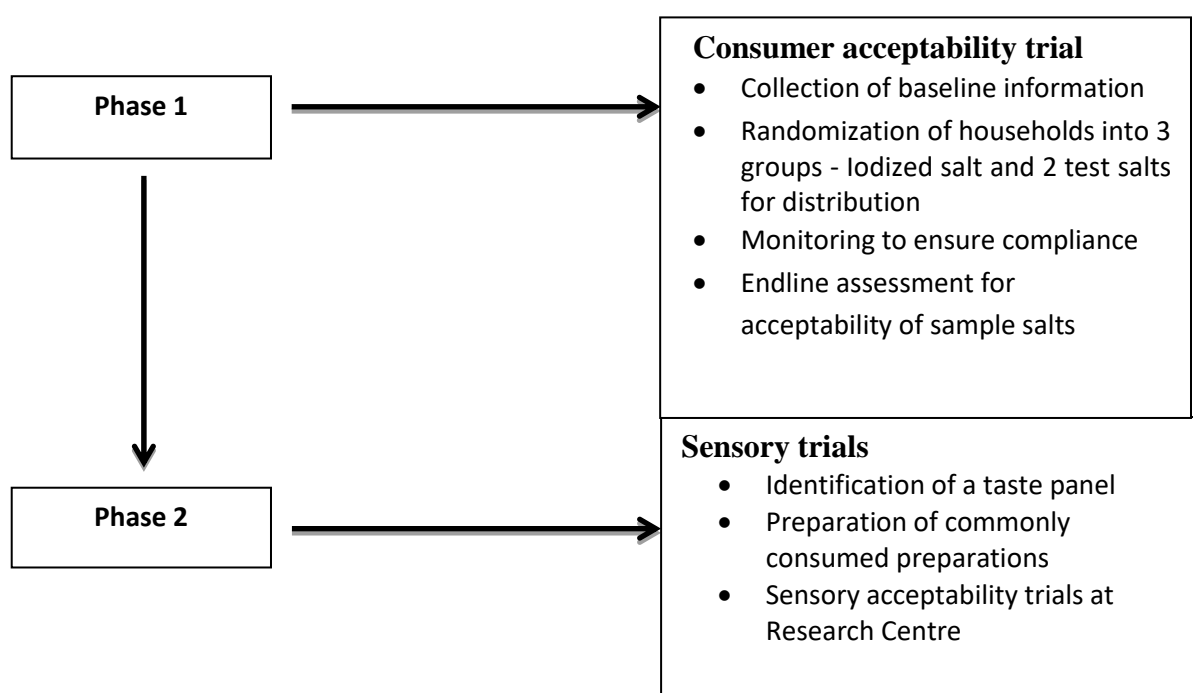 Phase 1
Consumer acceptability trial
• Collection of baseline information
• Randomization of households into 3
groups - Iodized salt and 2 test salts
for distribution
• Monitoring to ensure compliance
• Endline assessment for
acceptability of sample salts
Phase 2
Sensory trials
• Identification of a taste panel
• Preparation of commonly
consumed preparations
• Sensory acceptability trials at
Research Centre